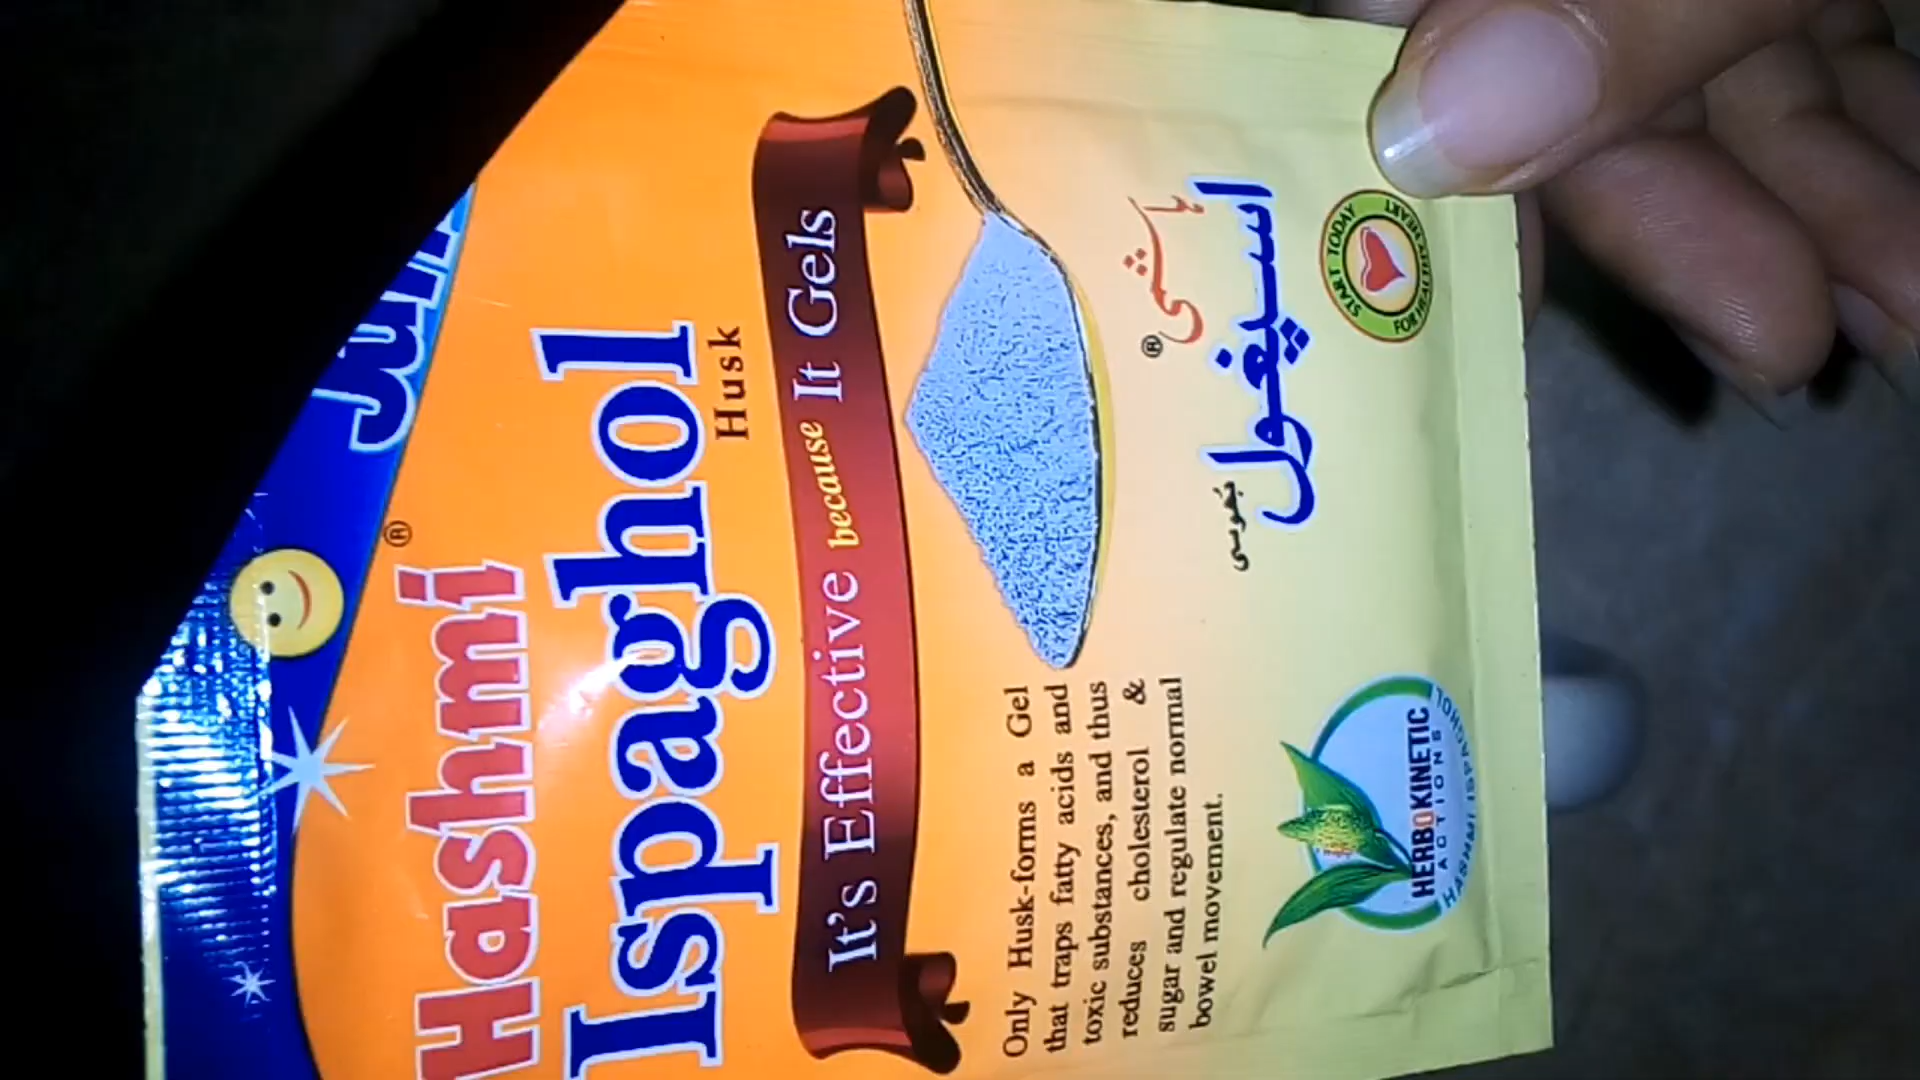 Hashmi®
Ispaghol
Husk
It's Effective because It Gels
Only Husk-forms a Gel
that traps fatty acids and
toxic substances, and thus
reduces cholesterol &
sugar and regulate normal
bowel movement.
ہاشمی®
اسپغول
بھوسی
HERBOKINETIC
ACTIONS
HASHMI ISPAGHOL
START TODAY
FOR HEALTHY HEART